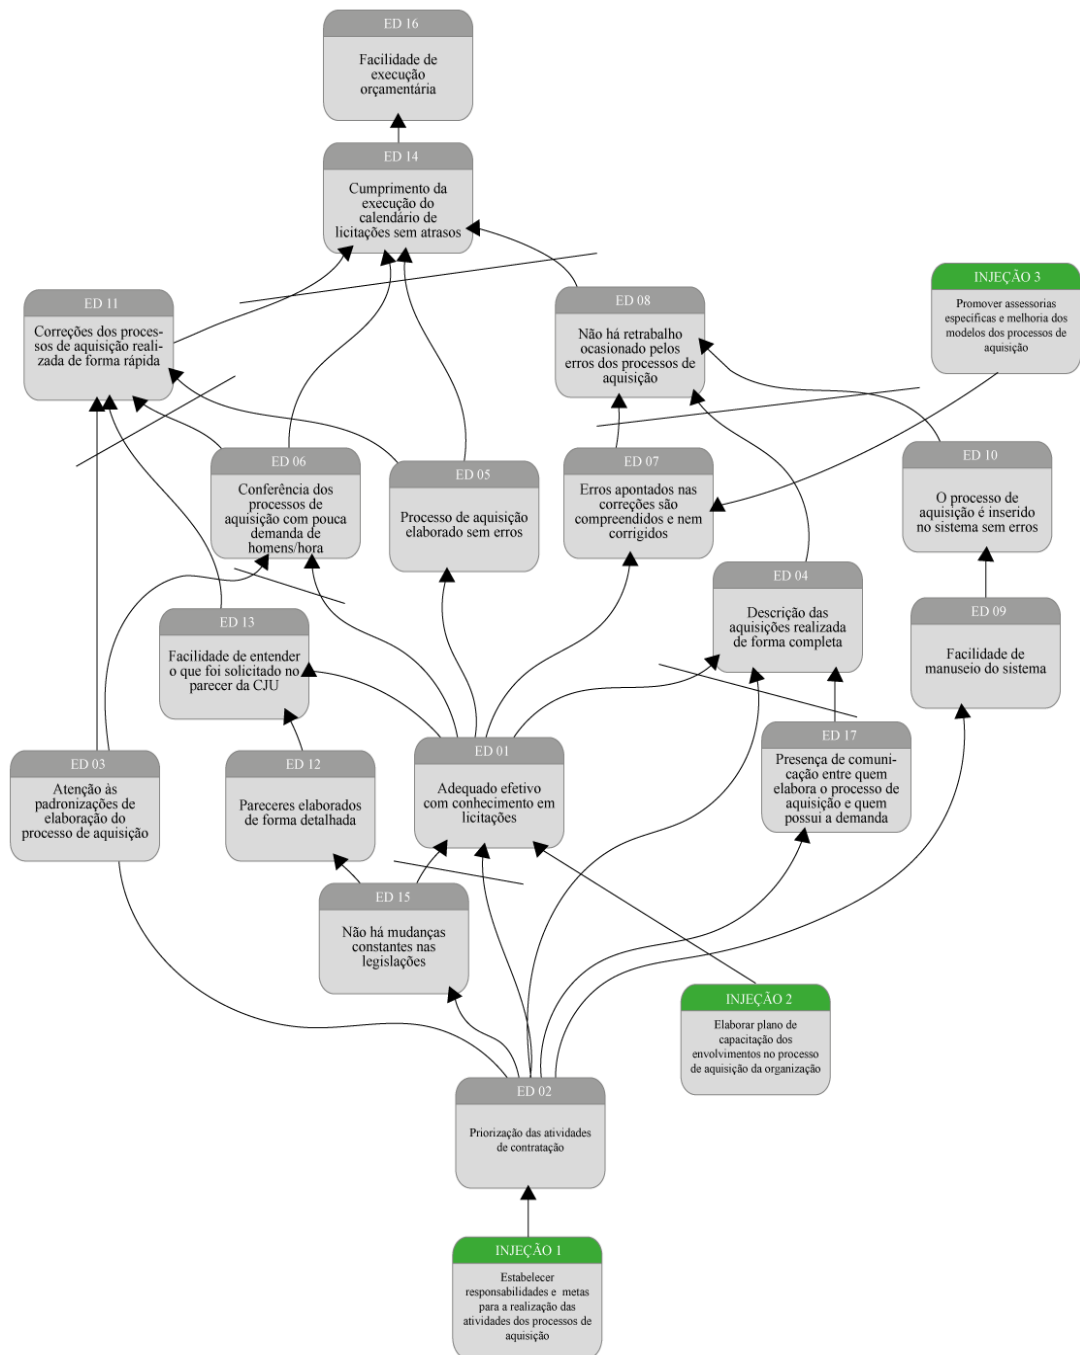 ED 16
Facilidade de
execução
orçamentária
ED 14
Cumprimento da
execução do
calendário de
licitações sem atrasos
ED 11
Correções dos proces-
sos de aquisição reali-
zada de forma rápida
ED 08
Não há retrabalho
ocasionado pelos
erros dos processos de
aquisição
INJEÇÃO 3
Promover assessorias
especificas e melhoria dos
modelos dos processos de
aquisição
ED 06
Conferência dos
processos de
aquisição com pouca
demanda de
homens/hora
ED 05
Processo de aquisição
elaborado sem erros
ED 07
Erros apontados nas
correções são
compreendidos e nem
corrigidos
ED 10
O processo de
aquisição é inserido
no sistema sem erros
ED 04
Descrição das
aquisições realizada
de forma completa
ED 09
Facilidade de
manuseio do sistema
ED 13
Facilidade de entender
o que foi solicitado no
parecer da CJU
ED 03
Atenção às
padronizações de
elaboração do
processo de aquisição
ED 12
Pareceres elaborados
de forma detalhada
ED 01
Adequado efetivo
com conhecimento em
licitações
ED 17
Presença de comuni-
cação entre quem
elabora o processo de
aquisição e quem
possui a demanda
ED 15
Não há mudanças
constantes nas
legislações
INJEÇÃO 2
Elaborar plano de
capacitação dos
envolvimentos no processo
de aquisição da organização
ED 02
Priorização das atividades
de contratação
INJEÇÃO 1
Estabelecer
responsabilidades e metas
para a realização das
atividades dos processos de
aquisição